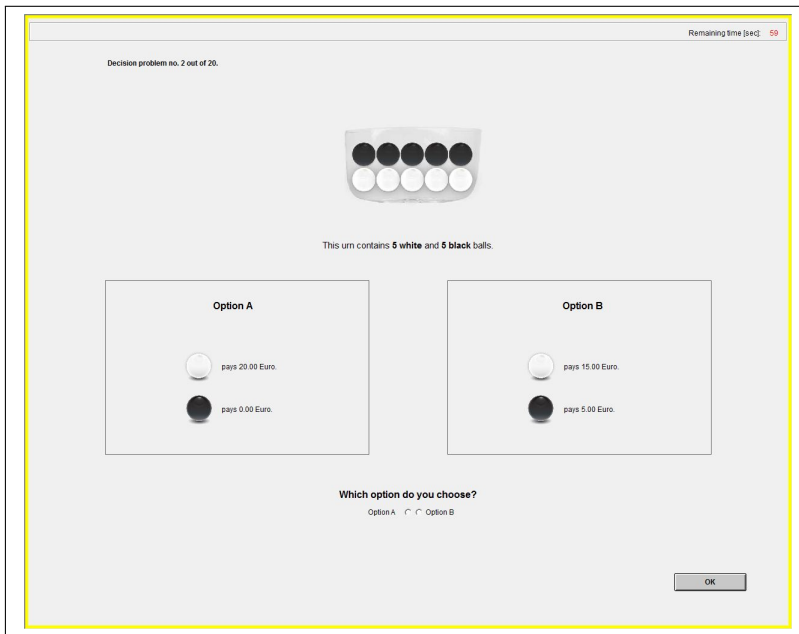 Remaining time [sec]: 59
Decision problem no. 2 out of 20.
This urn contains 5 white and 5 black balls.
Option A
pays 20.00 Euro.
pays 0.00 Euro.
Option B
pays 15.00 Euro.
pays 5.00 Euro.
Which option do you choose?
Option A Option B
OK